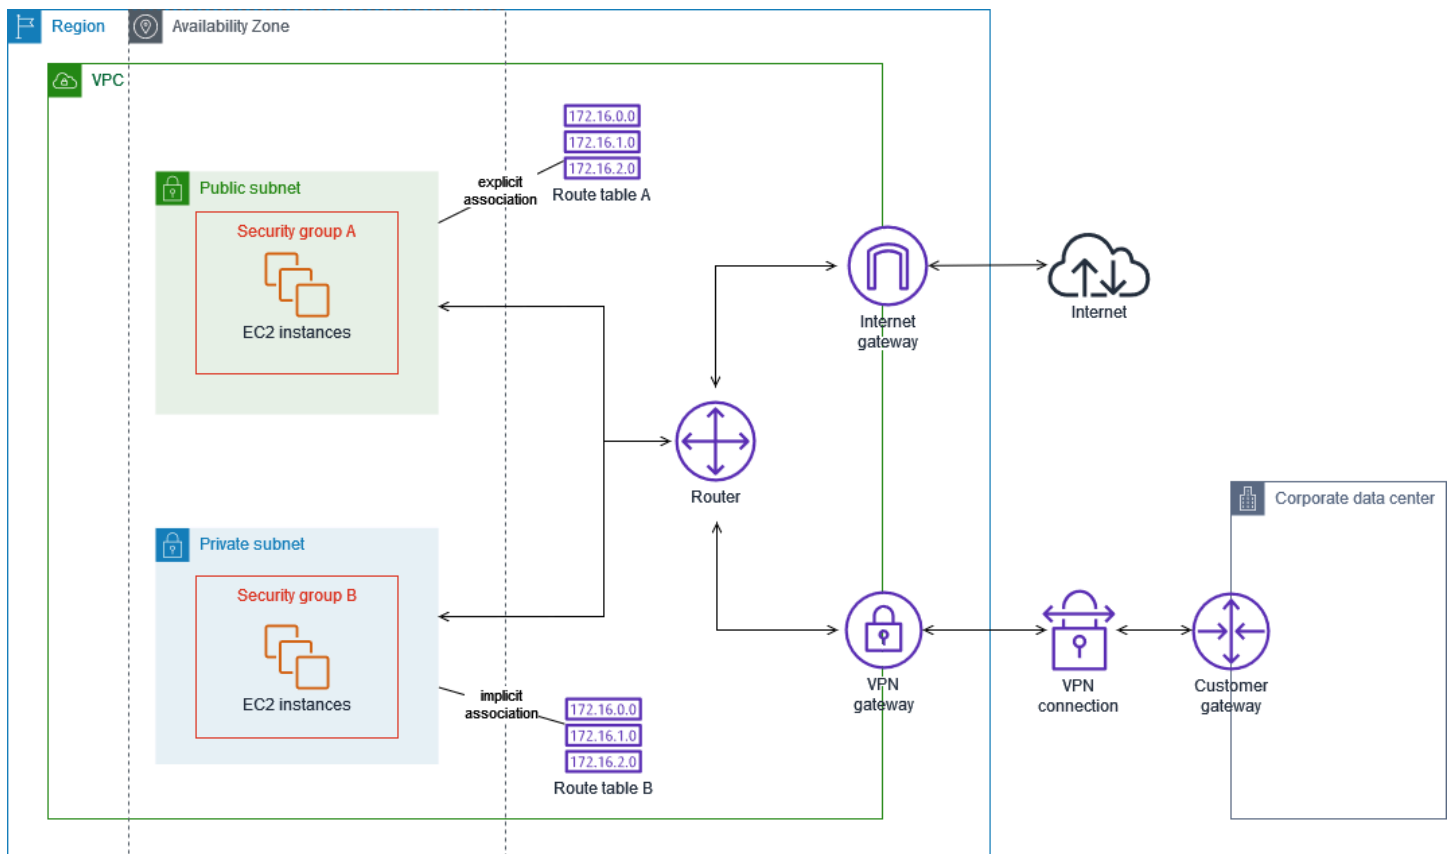 Region
Availability Zone
VPC
172.16.0.0
172.16.1.0
172.16.2.0
Route table A
explicit
association
Public subnet
Security group A
EC2 instances
Internet
gateway
Internet
Router
Corporate data center
Private subnet
Security group B
EC2 instances
implicit
association
172.16.0.0
172.16.1.0
172.16.2.0
Route table B
VPN
gateway
VPN
connection
Customer
gateway